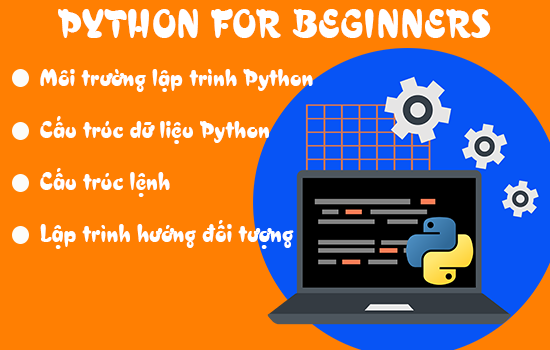 PYTHON FOR BEGINNERS
Môi trường lập trình Python
Cấu trúc dữ liệu Python
Cấu trúc lệnh
Lập trình hướng đối tượng